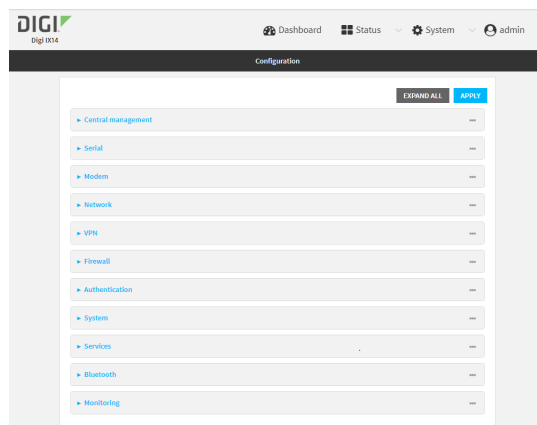 DIGI
Dashboard Status System admin
Digi IX14
Configuration
EXPAND ALL APPLY
Central management
Serial
Modem
Network
VPN
Firewall
Authentication
System
Services
Bluetooth
Monitoring